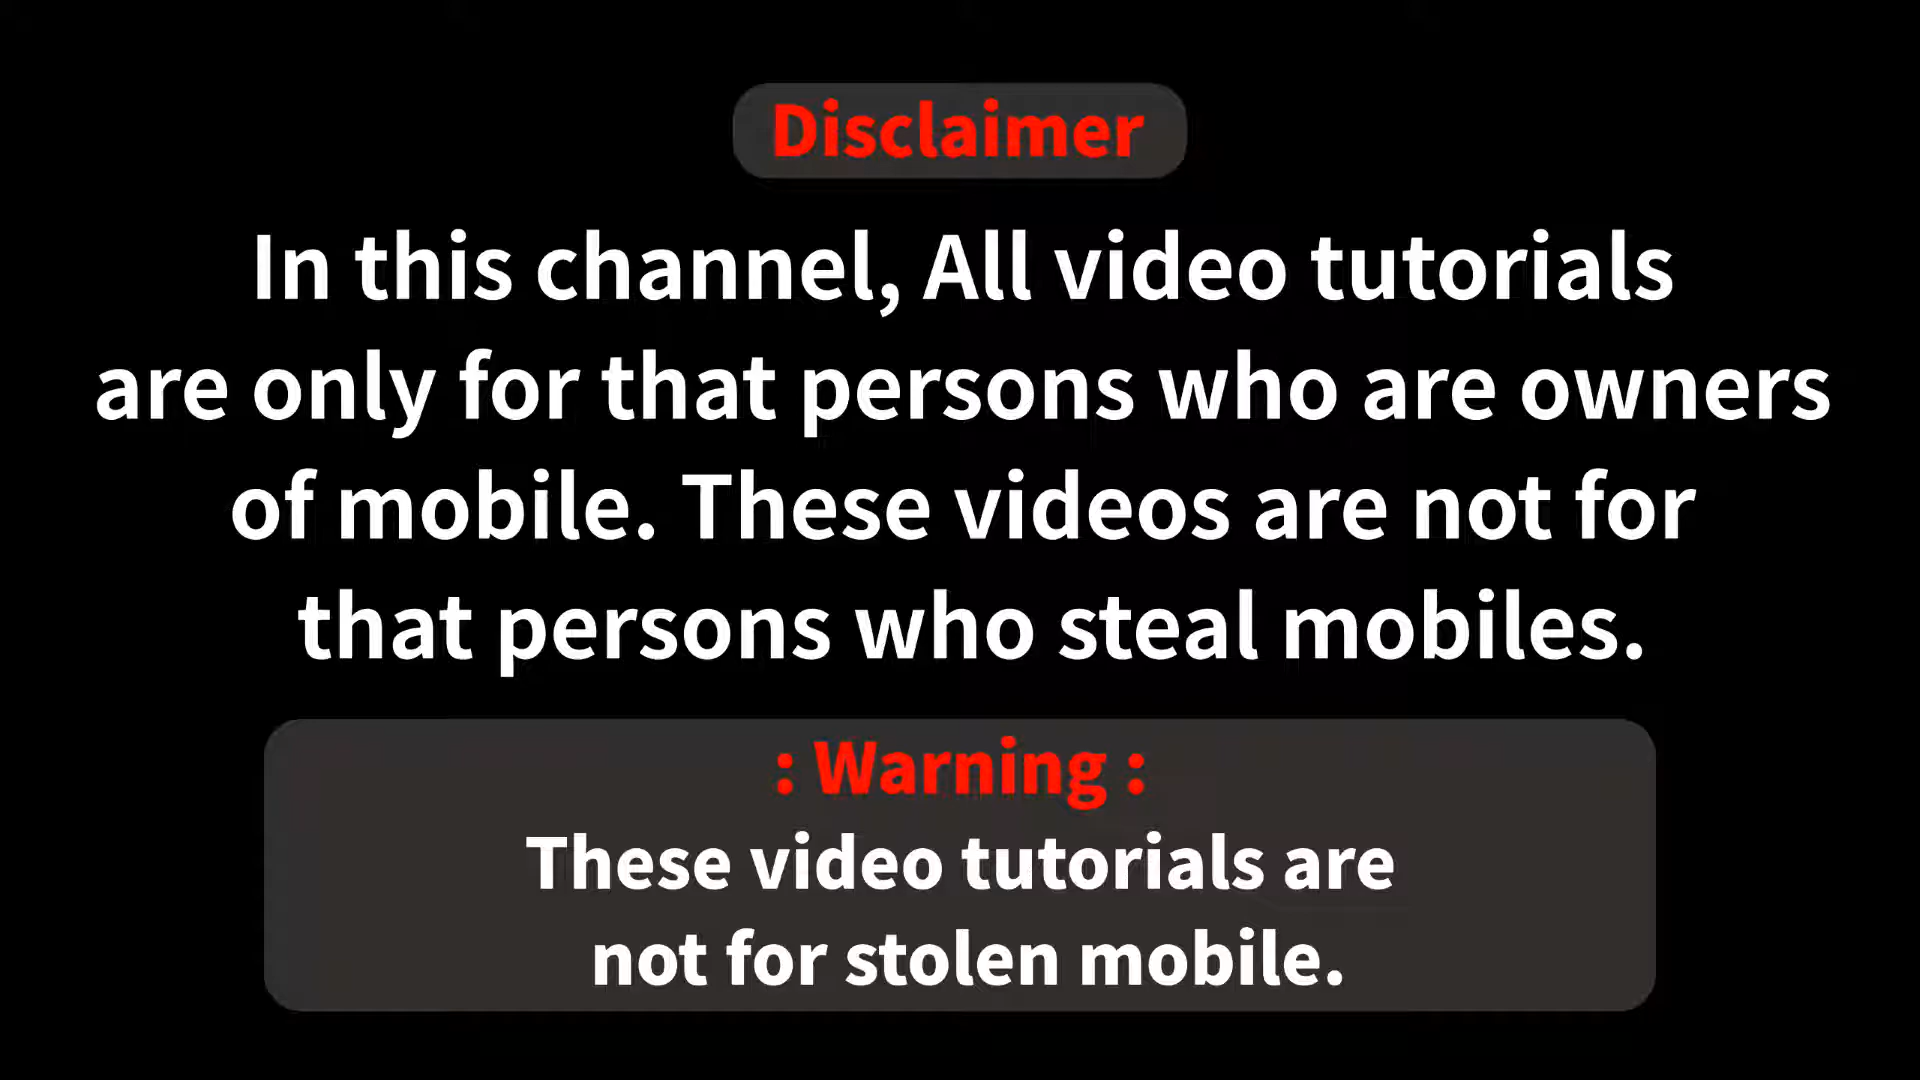 Disclaimer
In this channel, All video tutorials
are only for that persons who are owners
of mobile. These videos are not for
that persons who steal mobiles.
: Warning :
These video tutorials are
not for stolen mobile.